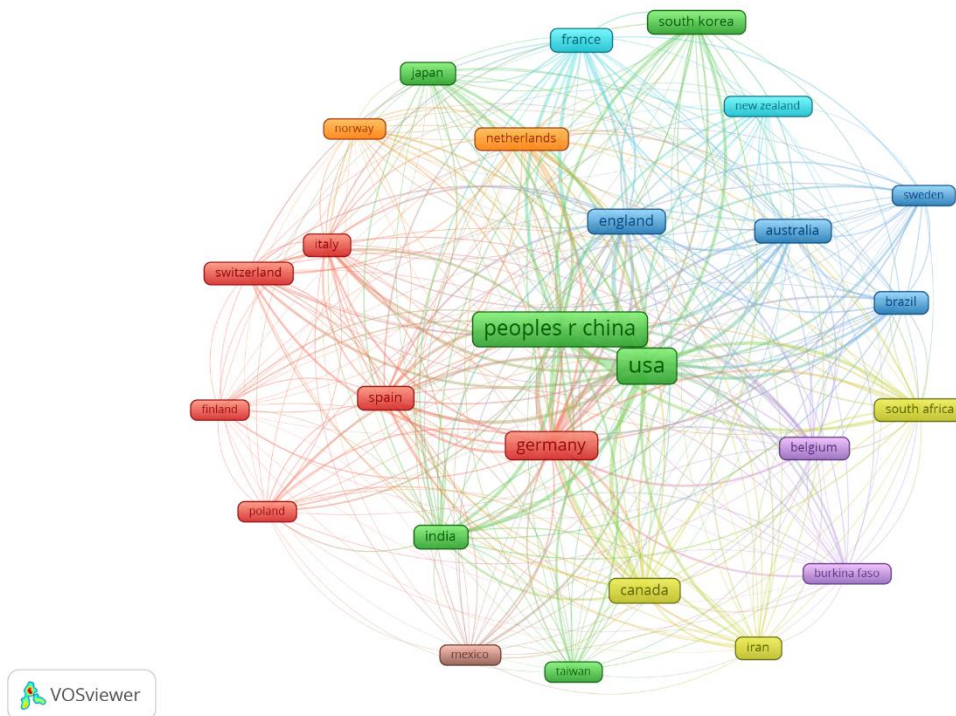 south korea
france
japan
new zealand
norway
netherlands
sweden
england
australia
italy
switzerland
brazil
peoples r china
usa
spain
finland
south africa
germany
belgium
poland
india
burkina faso
canada
iran
mexico
taiwan
VOSviewer